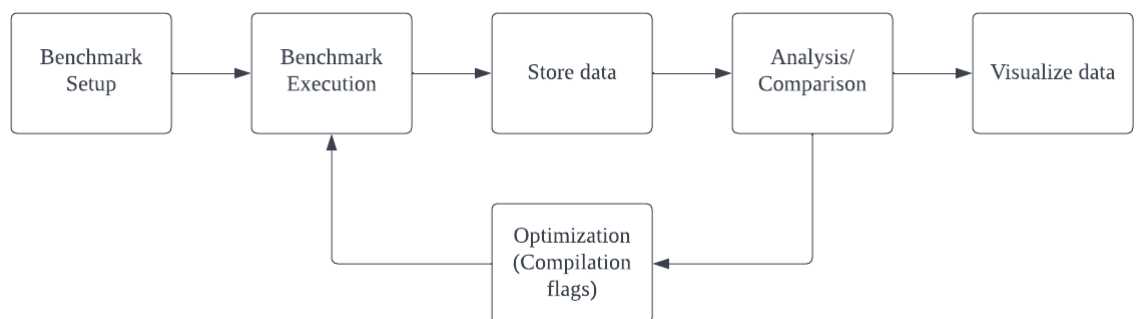 Benchmark
Setup
Benchmark
Execution
Store data
Analysis/
Comparison
Visualize data
Optimization
(Compilation
flags)